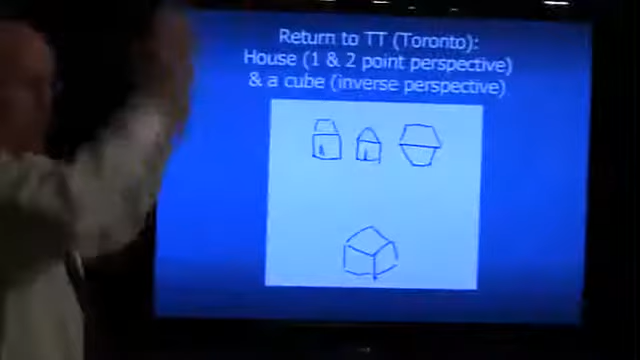 Return to TT (Toronto):
House (1 & 2 point perspective)
& a cube (inverse perspective)